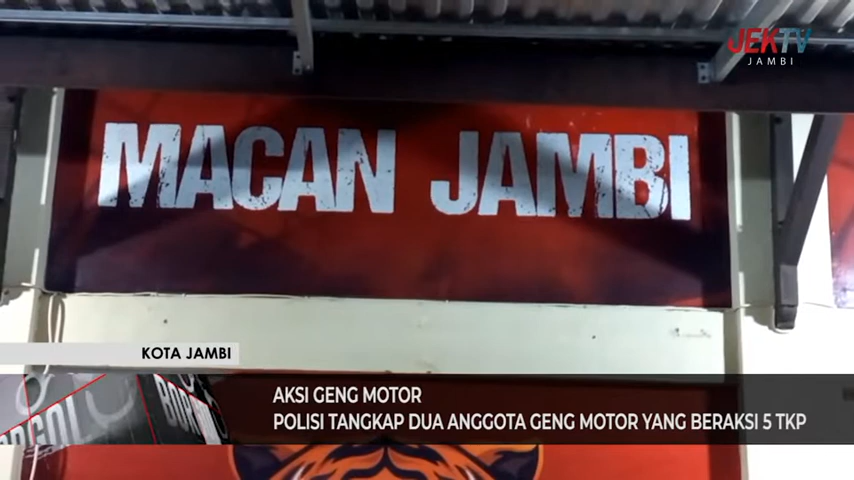 JEKTV
JAMBI
MACAN JAMBI
KOTA JAMBI
AKSI GENG MOTOR
POLISI TANGKAP DUA ANGGOTA GENG MOTOR YANG BERAKSI 5 TKP